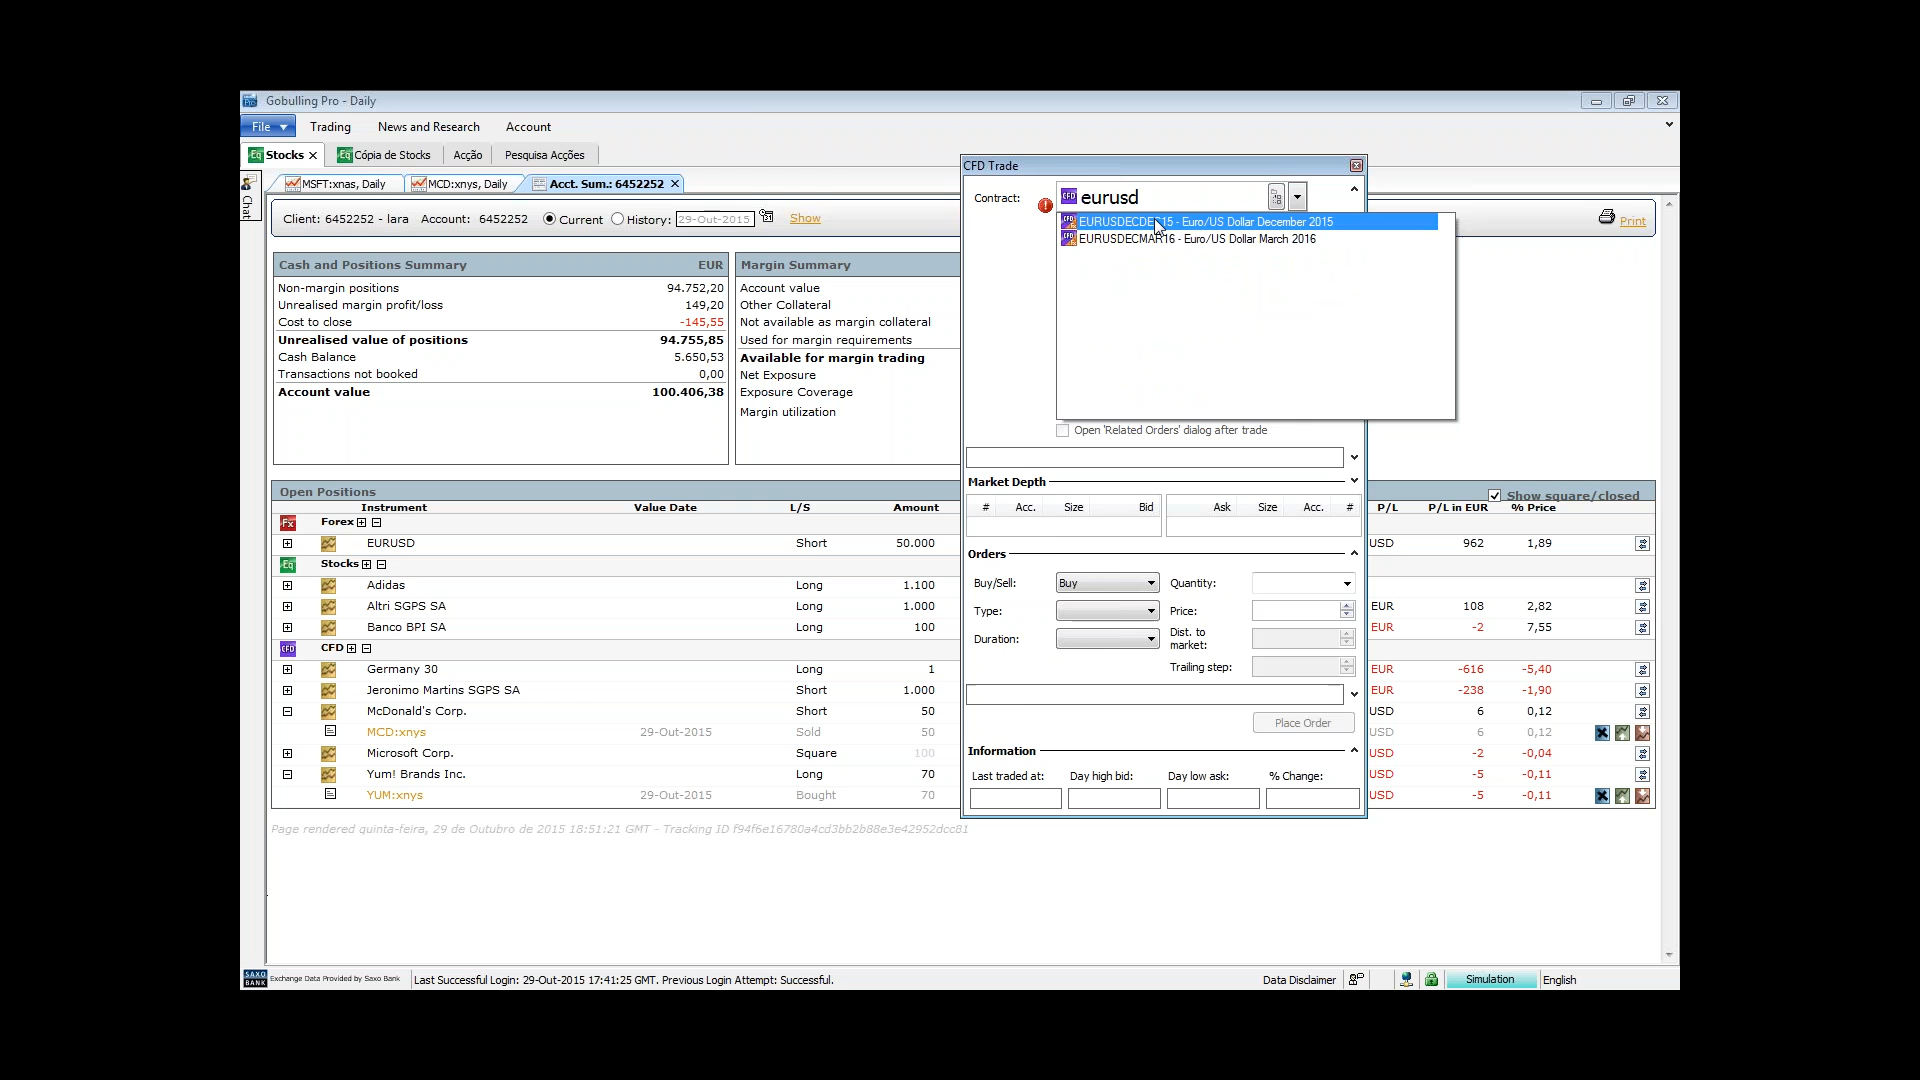 Gobulling Pro - Daily
File Trading News and Research Account
Eq Stocks Eq Cópia de Stocks Acção Pesquisa Acções
MSFT:xnas, Daily MCD:xnys, Daily Acct. Sum.: 6452252
Chat
Client: 6452252 - lara Account: 6452252 Current History: 29-Oct-2015 Show
Print
Cash and Positions Summary EUR
Non-margin positions 94.752,20
Unrealised margin profit/loss 149,20
Cost to close -145,55
Unrealised value of positions 94.755,85
Cash Balance 5.650,53
Transactions not booked 0,00
Account value 100.406,38
Margin Summary
Account value
Other Collateral
Not available as margin collateral
Used for margin requirements
Available for margin trading
Net Exposure
Exposure Coverage
Margin utilization
CFD Trade
Contract: CFD eurusd
EURUSDECDEC15 - Euro/US Dollar December 2015
EURUSDECMAR16 - Euro/US Dollar March 2016
Open 'Related Orders' dialog after trade
Market Depth
# Acc. Size Bid Ask Size Acc. #
Orders
Buy/Sell: Buy Quantity:
Type: Price:
Duration: Dist. to market:
Trailing step:
Place Order
Information
Last traded at: Day high bid: Day low ask: % Change:
Open Positions Show square/closed
Instrument Value Date L/S Amount P/L P/L in EUR % Price
Fx Forex
EURUSD Short 50.000 USD 962 1,89
Eq Stocks
Adidas Long 1.100
Altri SGPS SA Long 1.000 EUR 108 2,82
Banco BPI SA Long 100 EUR -2 7,55
CFD CFD
Germany 30 Long 1 EUR -616 -5,40
Jeronimo Martins SGPS SA Short 1.000 EUR -238 -1,90
McDonald's Corp. Short 50 USD 6 0,12
MCD:xnys 29-Oct-2015 Sold 50 USD 6 0,12
Microsoft Corp. Square 100 USD -2 -0,04
Yum! Brands Inc. Long 70 USD -5 -0,11
YUM:xnys 29-Oct-2015 Bought 70 USD -5 -0,11
Page rendered quinta-feira, 29 de Outubro de 2015 18:51:21 GMT - Tracking ID f94f6e16780a4cd3bb2b88e3e42952dcc81
SAXO BANK Exchange Data Provided by Saxo Bank Last Successful Login: 29-Oct-2015 17:41:25 GMT. Previous Login Attempt: Successful. Data Disclaimer Simulation English